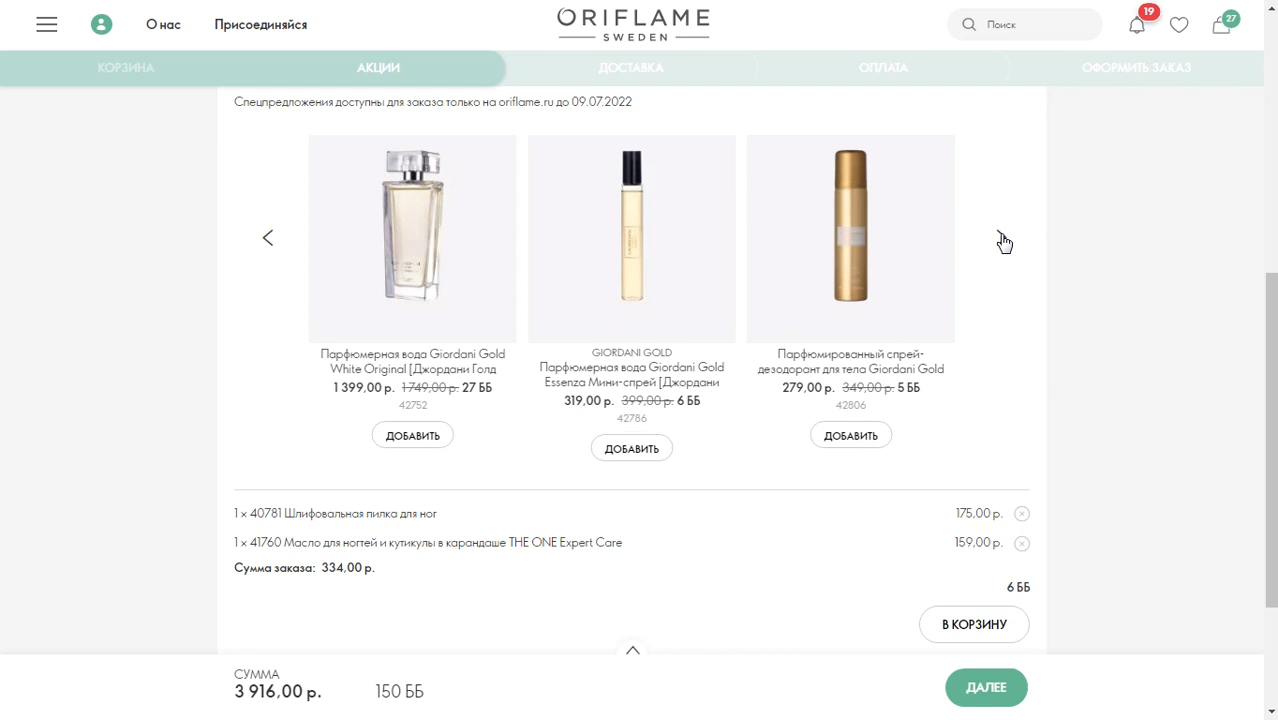 О нас
Присоединяйся
ORIFLAME
SWEDEN
Поиск
19
27
КОРЗИНА
АКЦИИ
ДОСТАВКА
ОПЛАТА
ОФОРМИТЬ ЗАКАЗ
Спецпредложения доступны для заказа только на oriflame.ru до 09.07.2022
Парфюмерная вода Giordani Gold
White Original [Джордани Голд
1 399,00 р. 1 749,00 р. 27 ББ
42752
ДОБАВИТЬ
GIORDANI GOLD
Парфюмерная вода Giordani Gold
Essenza Мини-спрей [Джордани
319,00 р. 399,00 р. 6 ББ
42786
ДОБАВИТЬ
Парфюмированный спрей-
дезодорант для тела Giordani Gold
279,00 р. 349,00 р. 5 ББ
42806
ДОБАВИТЬ
1 x 40781 Шлифовальная пилка для ног 175,00 р.
1 x 41760 Масло для ногтей и кутикулы в карандаше THE ONE Expert Care 159,00 р.
Сумма заказа: 334,00 р.
6 ББ
В КОРЗИНУ
СУММА
3 916,00 р. 150 ББ
ДАЛЕЕ